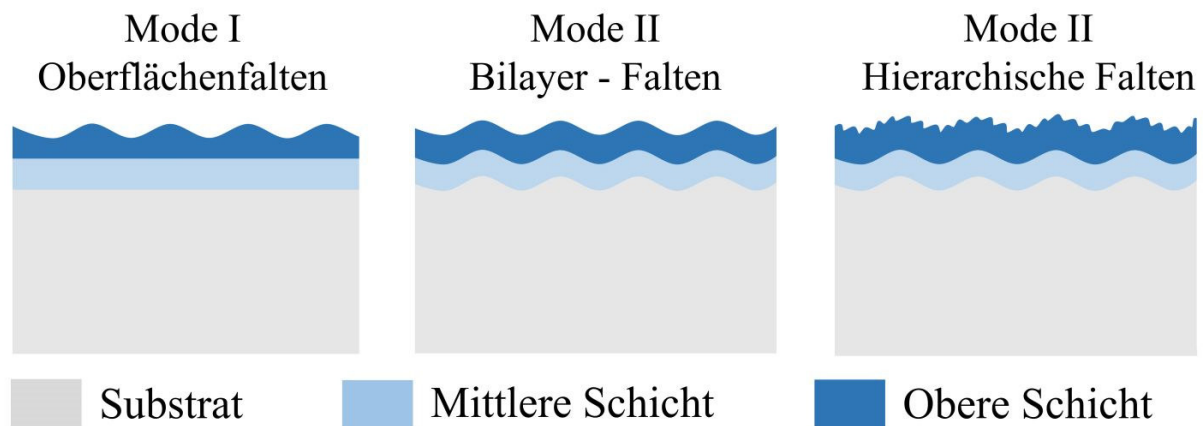 Mode I
Oberflächenfalten
Mode II
Bilayer - Falten
Mode II
Hierarchische Falten
Substrat
Mittlere Schicht
Obere Schicht